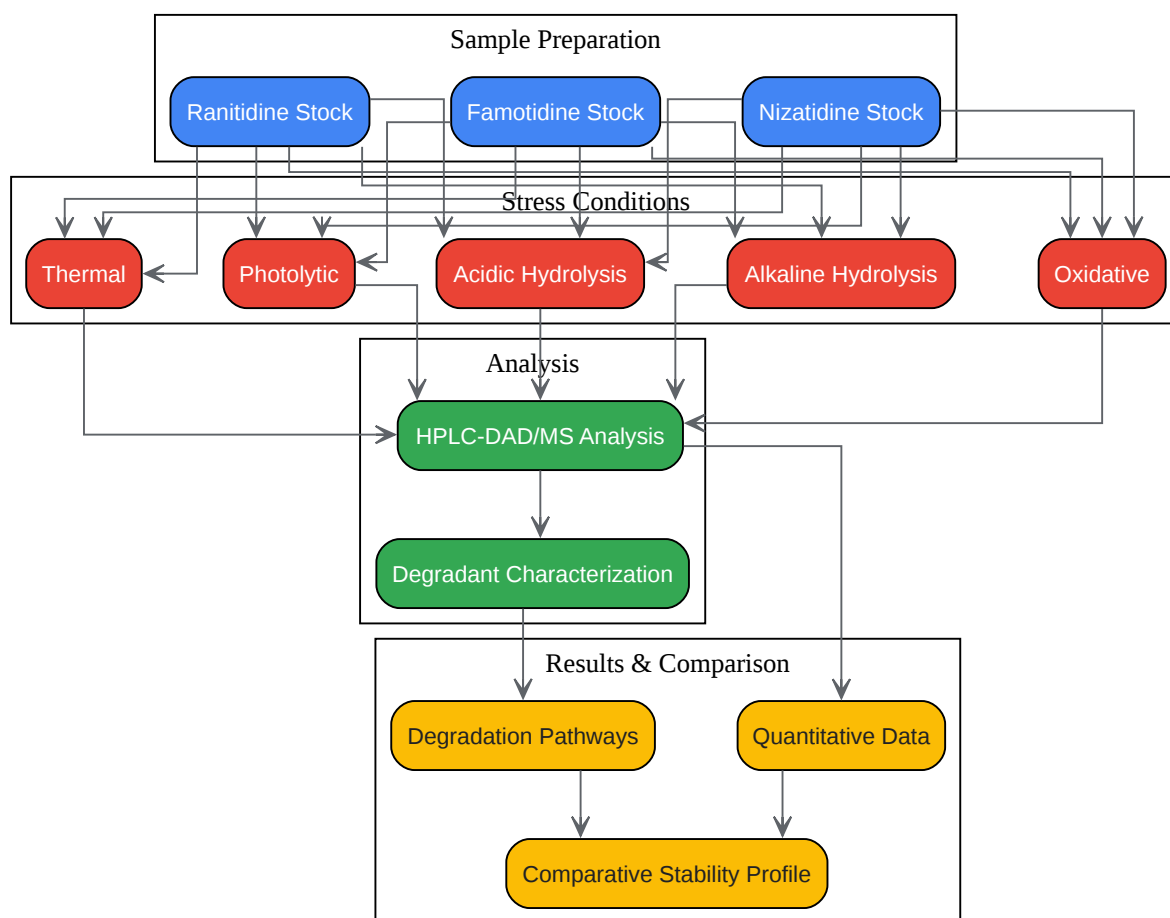 Sample Preparation
Ranitidine Stock
Famotidine Stock
Nizatidine Stock
Stress Conditions
Thermal
Photolytic
Acidic Hydrolysis
Alkaline Hydrolysis
Oxidative
Analysis
HPLC-DAD/MS Analysis
Degradant Characterization
Results & Comparison
Degradation Pathways
Quantitative Data
Comparative Stability Profile